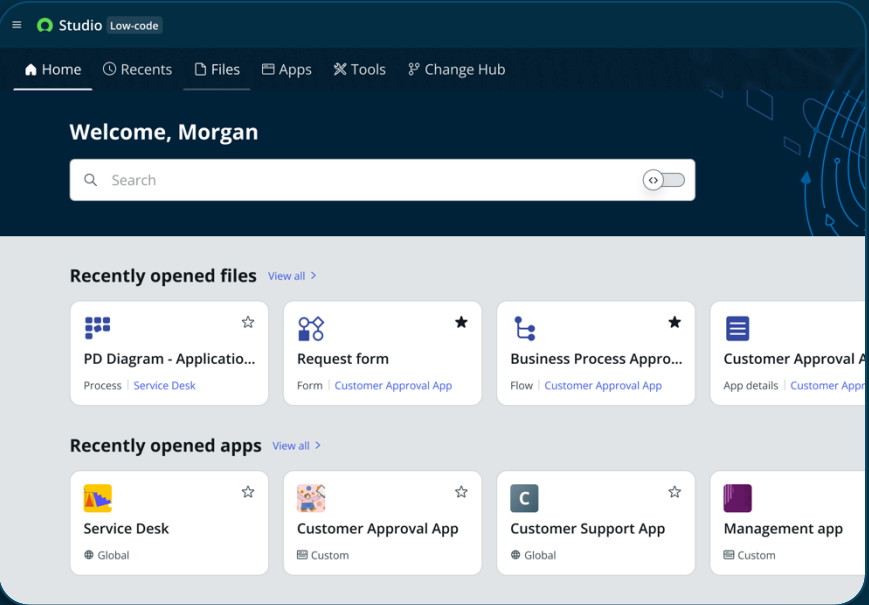 Studio Low-code
Home Recents Files Apps Tools Change Hub
Welcome, Morgan
Search
Recently opened files View all
PD Diagram - Applicatio...
Process Service Desk
Request form
Form Customer Approval App
Business Process Appro...
Flow Customer Approval App
Customer Approval A
App details Customer Appr
Recently opened apps View all
Service Desk
Global
Customer Approval App
Custom
C
Customer Support App
Global
Management app
Custom